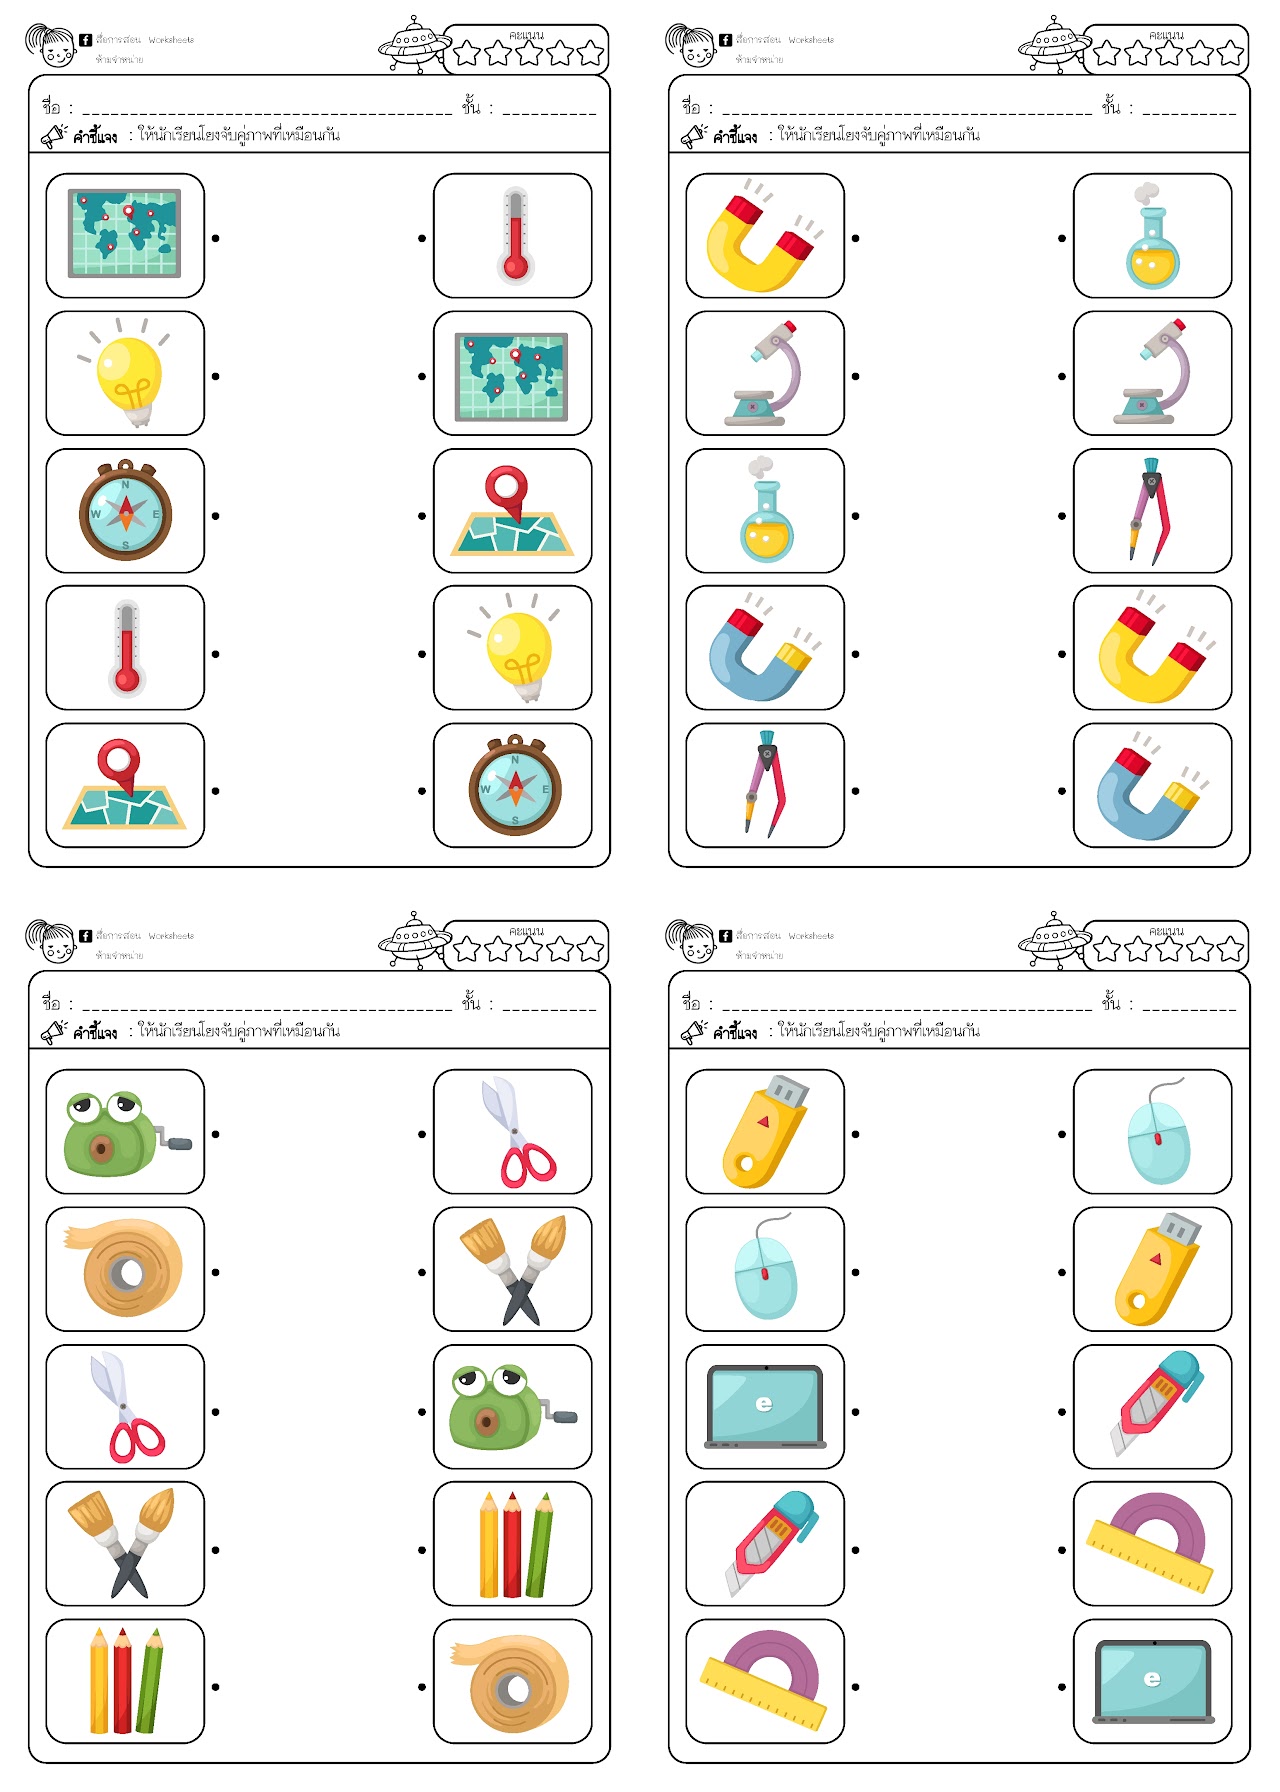 สื่อการสอน Worksheets
ห้ามจำหน่าย
คะแนน
ชื่อ : ชั้น :
คำชี้แจง : ให้นักเรียนโยงจับคู่ภาพที่เหมือนกัน
N
W E
S
N
W E
S
สื่อการสอน Worksheets
ห้ามจำหน่าย
คะแนน
ชื่อ : ชั้น :
คำชี้แจง : ให้นักเรียนโยงจับคู่ภาพที่เหมือนกัน
สื่อการสอน Worksheets
ห้ามจำหน่าย
คะแนน
ชื่อ : ชั้น :
คำชี้แจง : ให้นักเรียนโยงจับคู่ภาพที่เหมือนกัน
สื่อการสอน Worksheets
ห้ามจำหน่าย
คะแนน
ชื่อ : ชั้น :
คำชี้แจง : ให้นักเรียนโยงจับคู่ภาพที่เหมือนกัน
e
e